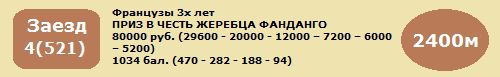 Заезд
4(521)
Французы 3х лет
ПРИЗ В ЧЕСТЬ ЖЕРЕБЦА ФАНДАНГО
80000 руб. (29600 - 20000 - 12000 – 7200 – 6000
– 5200)
1034 бал. (470 - 282 - 188 - 94)
2400м